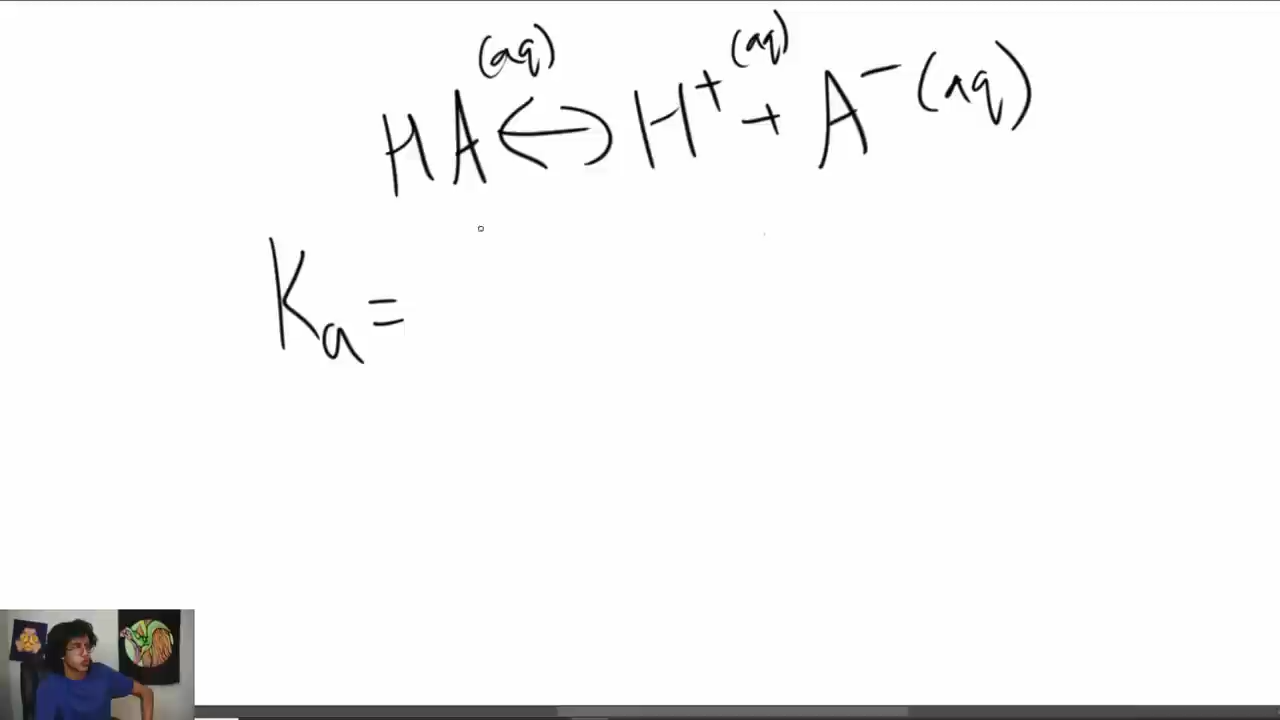 HA (aq) <-> H+ (aq) + A- (aq)
Ka =